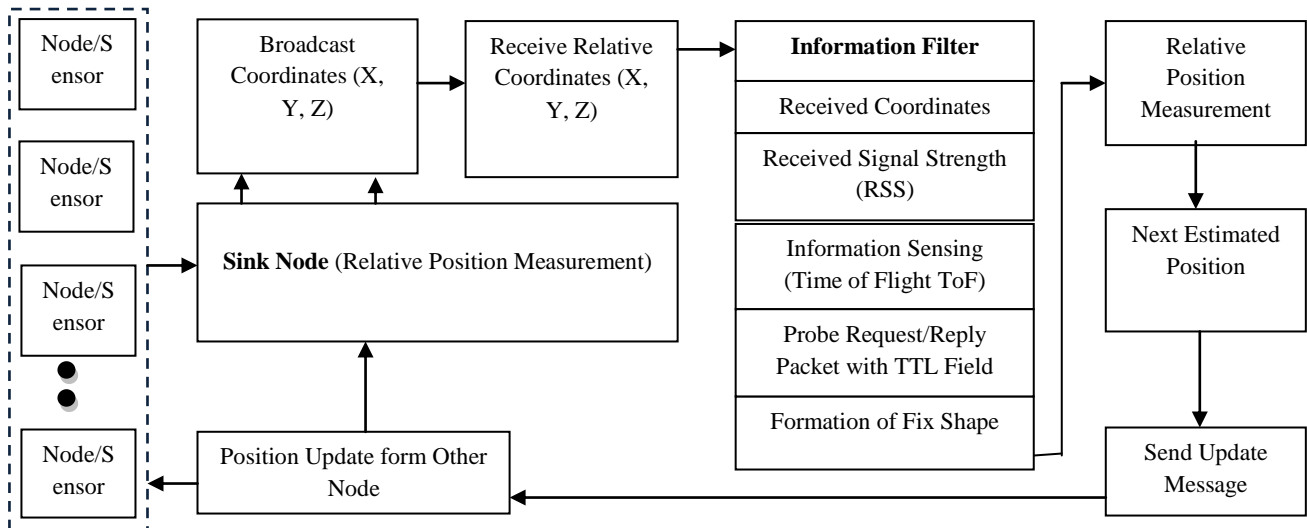 Node/S
ensor
Node/S
ensor
Node/S
ensor
Node/S
ensor
Broadcast
Coordinates (X,
Y, Z)
Receive Relative
Coordinates (X,
Y, Z)
Sink Node (Relative Position Measurement)
Position Update form Other
Node
Information Filter
Received Coordinates
Received Signal Strength
(RSS)
Information Sensing
(Time of Flight ToF)
Probe Request/Reply
Packet with TTL Field
Formation of Fix Shape
Relative
Position
Measurement
Next Estimated
Position
Send Update
Message